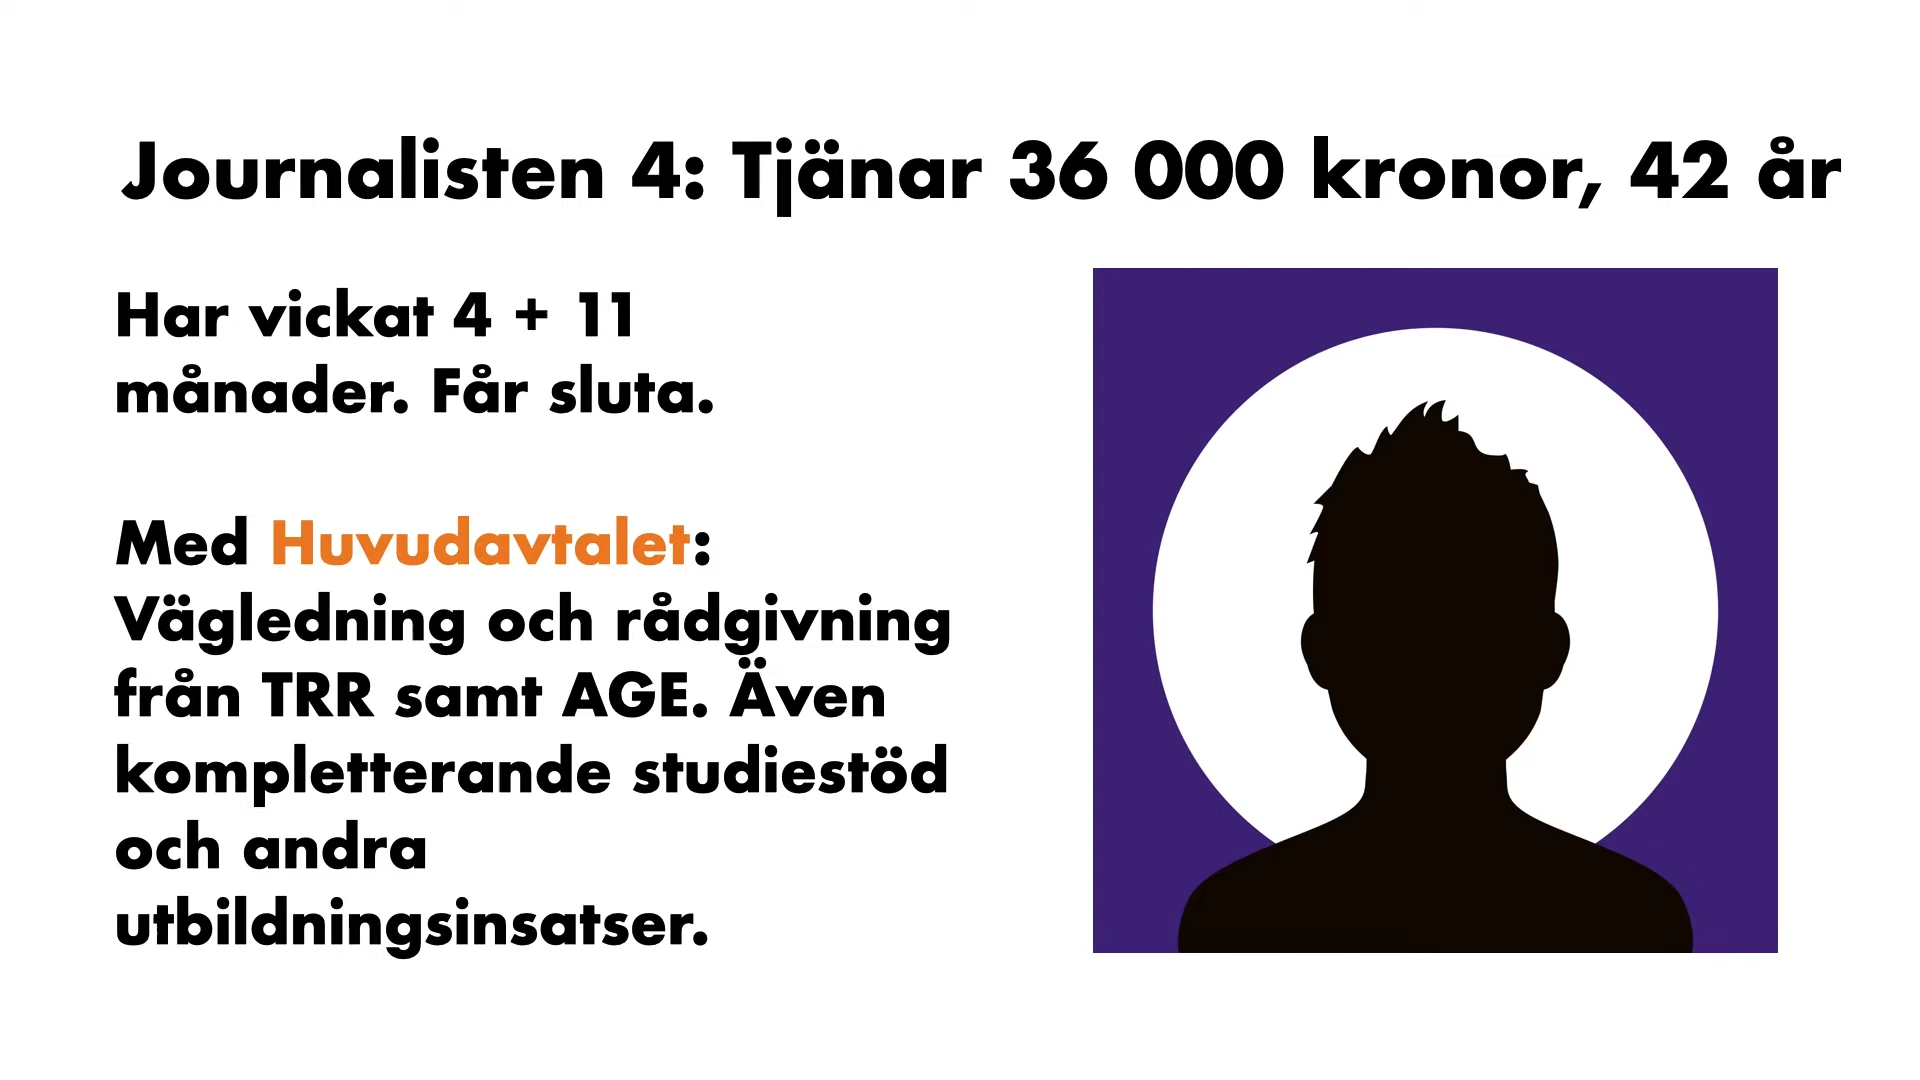 Journalisten 4: Tjänar 36 000 kronor, 42 år
Har vickat 4 + 11
månader. Får sluta.
Med Huvudavtalet:
Vägledning och rådgivning
från TRR samt AGE. Även
kompletterande studiestöd
och andra
utbildningsinsatser.